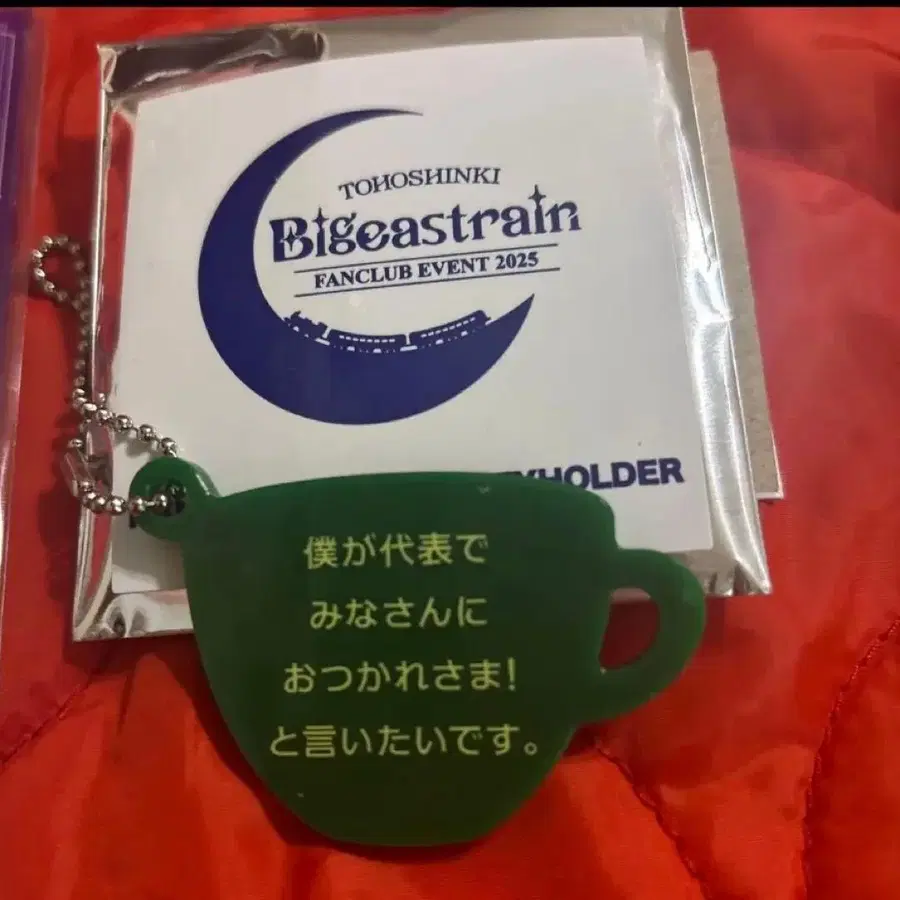 TOHOSHINKI
Bigeastrain
FANCLUB EVENT 2025
僕が代表で
みなさんに
おつかれさま!
と言いたいです。